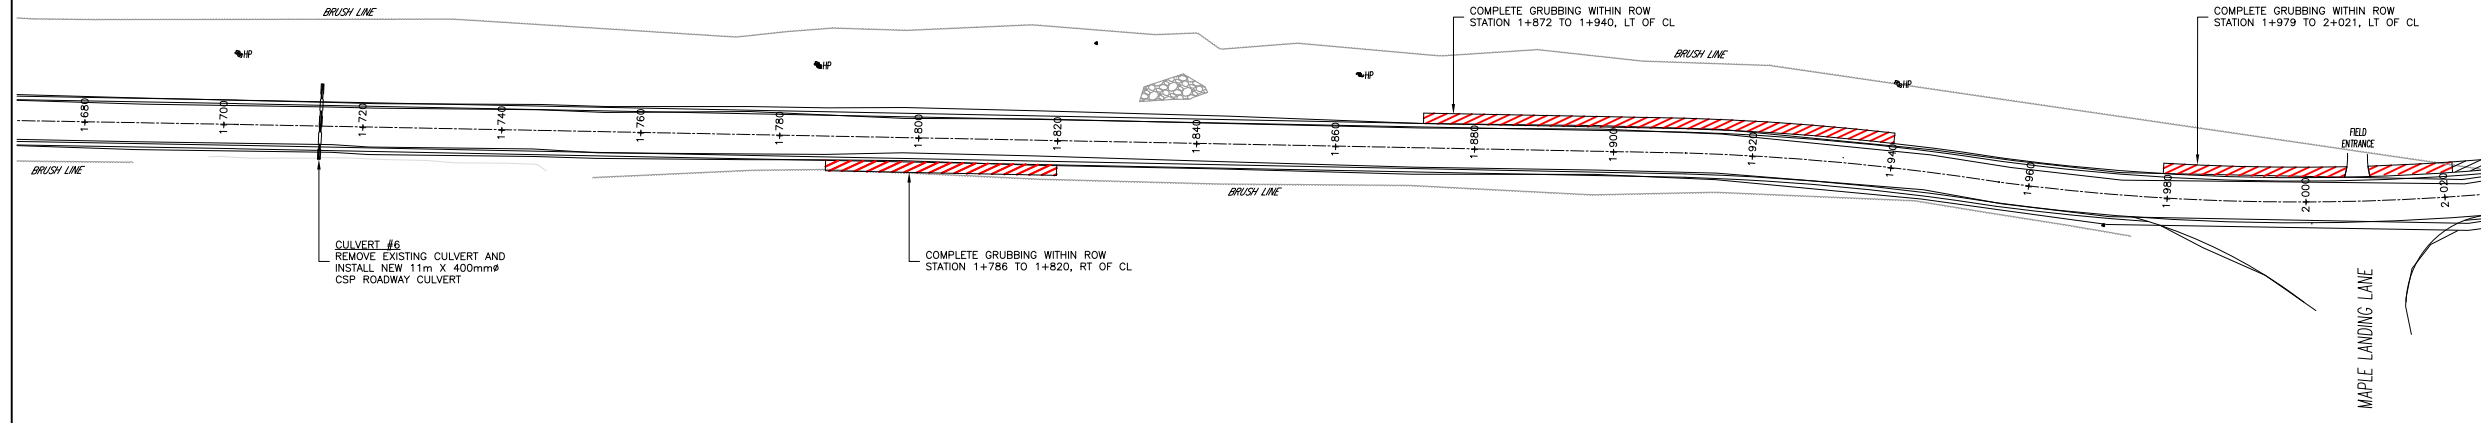 BRUSH LINE
COMPLETE GRUBBING WITHIN ROW
STATION 1+872 TO 1+940, LT OF CL
COMPLETE GRUBBING WITHIN ROW
STATION 1+979 TO 2+021, LT OF CL
HP
HP
HP
BRUSH LINE
HP
1+680
1+700
1+720
1+740
1+760
1+780
1+800
1+820
1+840
1+860
1+880
1+900
1+920
1+940
1+960
1+980
2+000
2+020
FIELD
ENTRANCE
BRUSH LINE
BRUSH LINE
CULVERT #6
REMOVE EXISTING CULVERT AND
INSTALL NEW 11m X 400mmø
CSP ROADWAY CULVERT
COMPLETE GRUBBING WITHIN ROW
STATION 1+786 TO 1+820, RT OF CL
MAPLE LANDING LANE